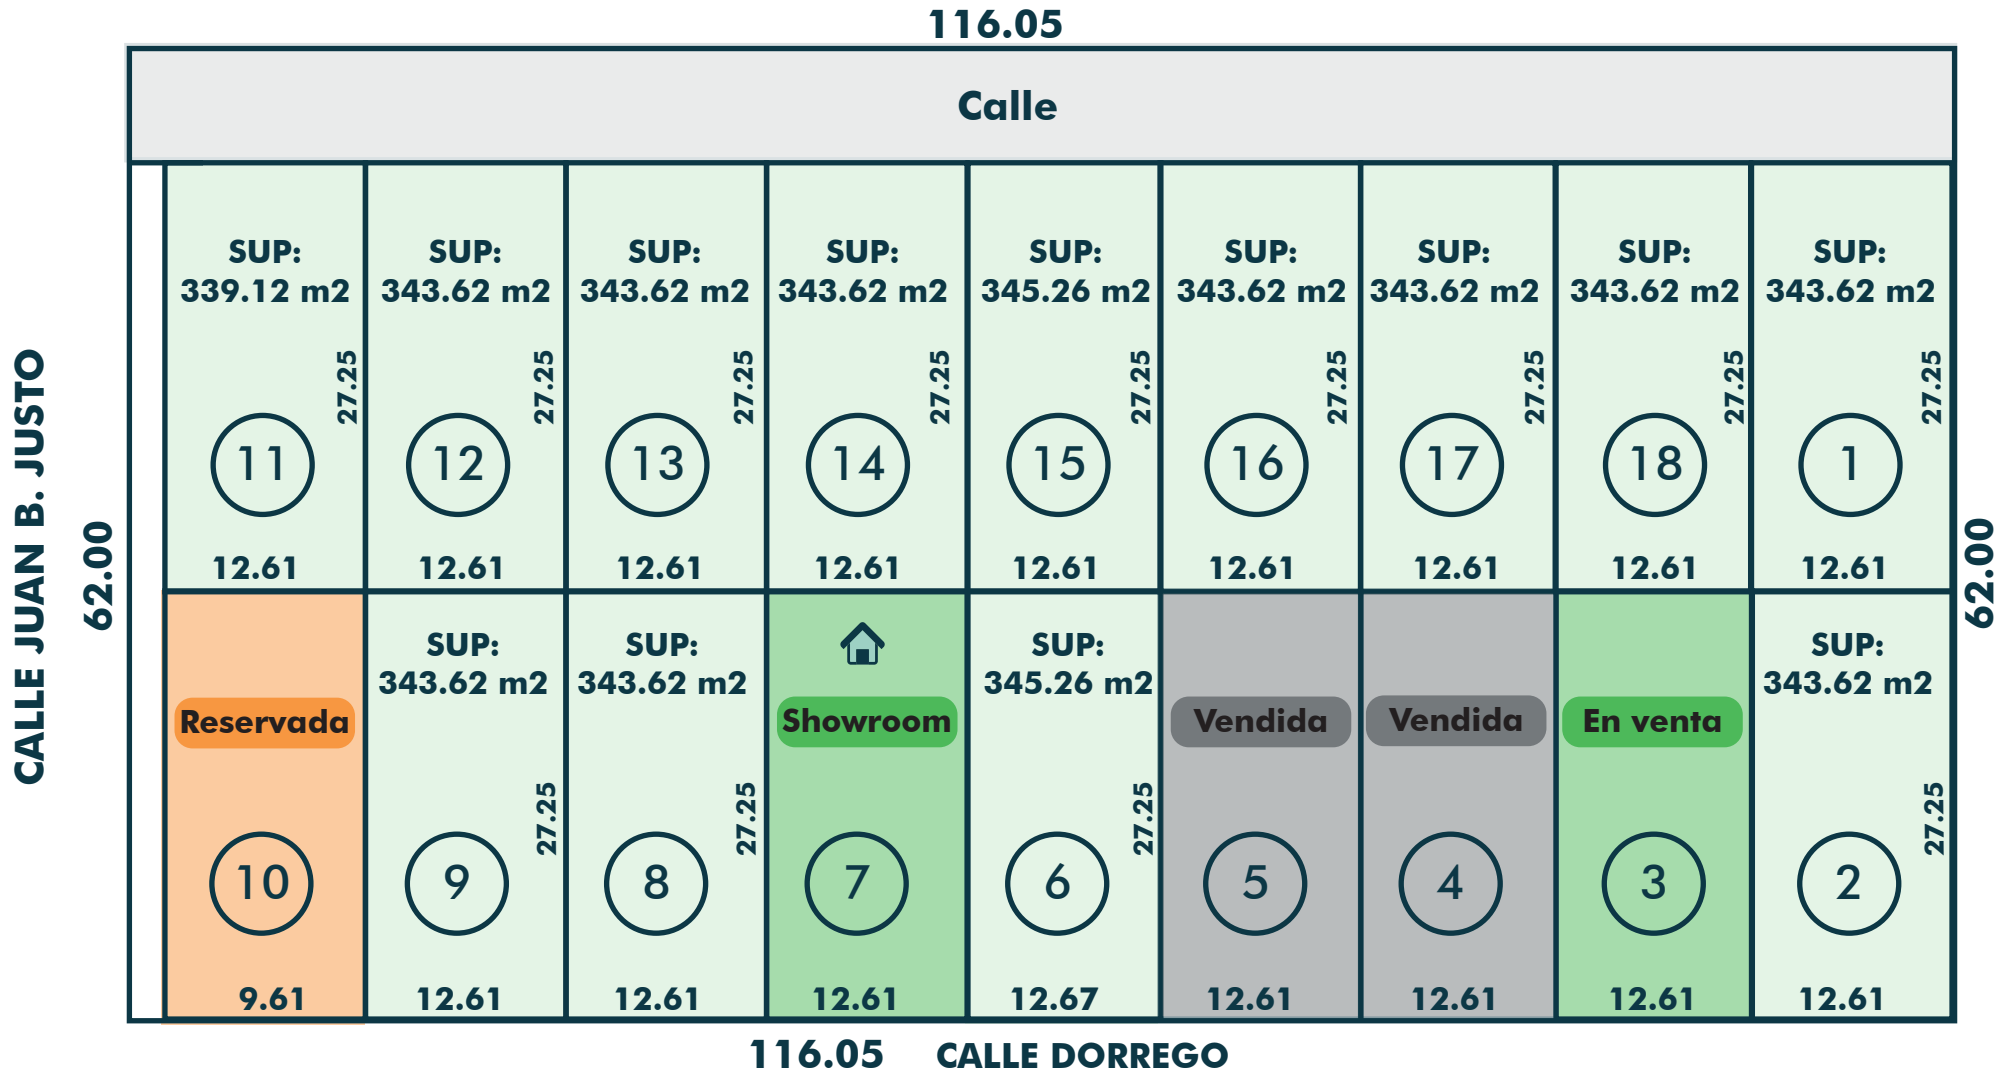 116.05
Calle
SUP: SUP: SUP: SUP: SUP: SUP: SUP: SUP: SUP:
339.12 m2 343.62 m2 343.62 m2 343.62 m2 345.26 m2 343.62 m2 343.62 m2 343.62 m2 343.62 m2
27.25 27.25 27.25 27.25 27.25 27.25 27.25 27.25 27.25
11 12 13 14 15 16 17 18 1
12.61 12.61 12.61 12.61 12.61 12.61 12.61 12.61 12.61
CALLE JUAN B. JUSTO
62.00
62.00
SUP: SUP: SUP: SUP:
343.62 m2 343.62 m2 345.26 m2 343.62 m2
Reservada Showroom Vendida Vendida En venta
27.25 27.25 27.25 27.25
10 9 8 7 6 5 4 3 2
9.61 12.61 12.61 12.61 12.67 12.61 12.61 12.61 12.61
116.05 CALLE DORREGO